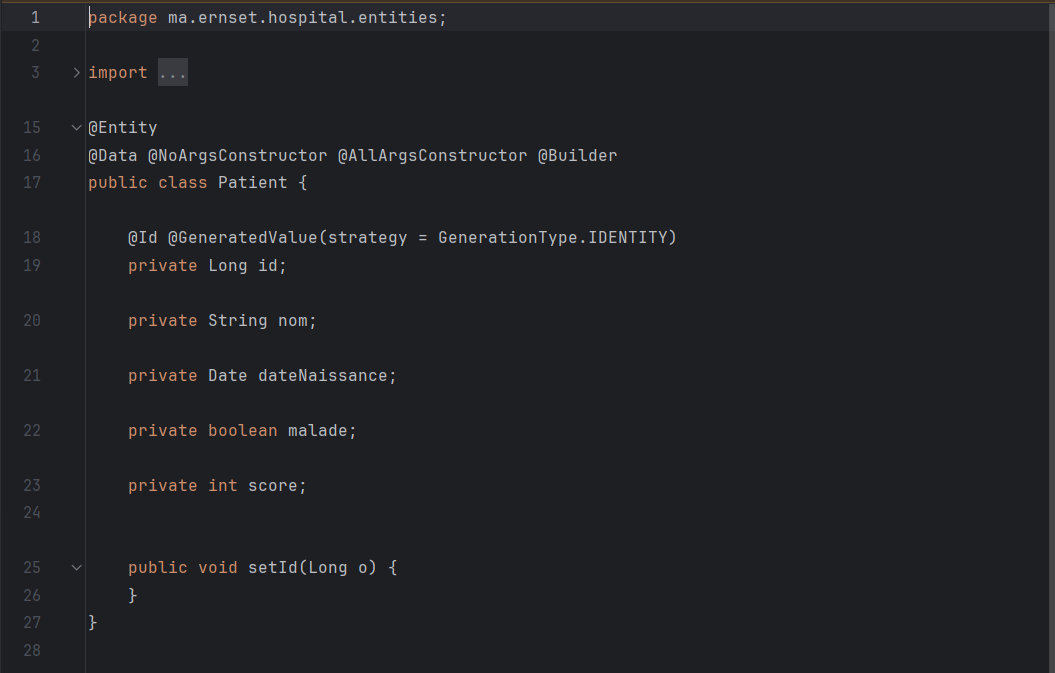 1 package ma.ernset.hospital.entities;
2
3 import ...
15 @Entity
16 @Data @NoArgsConstructor @AllArgsConstructor @Builder
17 public class Patient {
18 @Id @GeneratedValue(strategy = GenerationType.IDENTITY)
19 private Long id;
20 private String nom;
21 private Date dateNaissance;
22 private boolean malade;
23 private int score;
24
25 public void setId(Long o) {
26 }
27 }
28